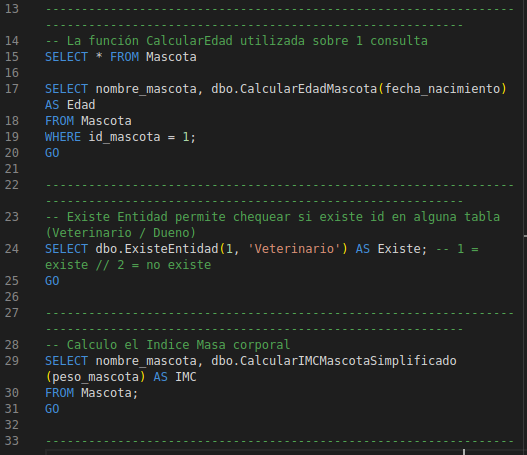 13 ---------------------------------------------------------------
--------------------------------------------------------
14 -- La función CalcularEdad utilizada sobre 1 consulta
15 SELECT * FROM Mascota
16
17 SELECT nombre_mascota, dbo.CalcularEdadMascota(fecha_nacimiento)
AS Edad
18 FROM Mascota
19 WHERE id_mascota = 1;
20 GO
21
22 ---------------------------------------------------------------
--------------------------------------------------------
23 -- Existe Entidad permite chequear si existe id en alguna tabla
(Veterinario / Dueno)
24 SELECT dbo.ExisteEntidad(1, 'Veterinario') AS Existe; -- 1 =
existe // 2 = no existe
25 GO
26
27 ---------------------------------------------------------------
--------------------------------------------------------
28 -- Calculo el Indice Masa corporal
29 SELECT nombre_mascota, dbo.CalcularIMCMascotaSimplificado
(peso_mascota) AS IMC
30 FROM Mascota;
31 GO
32
33 ---------------------------------------------------------------